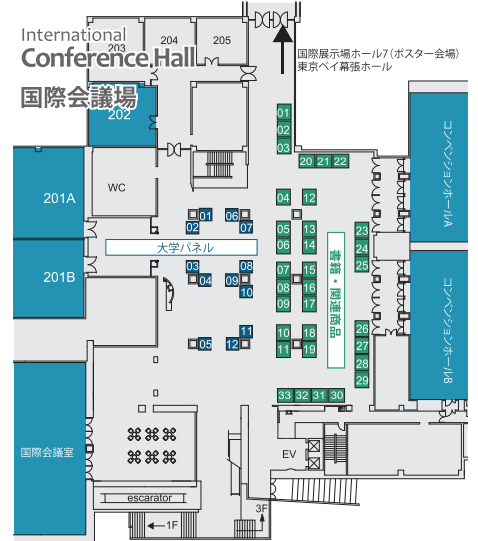 International
Conference Hall
国際会議場
203
204
205
202
国際展示場ホール7(ポスター会場)
東京ベイ幕張ホール
01
02
03
20 21 22
コンベンションホールA
WC
201A
201B
04 12
01 06
02 07
大学パネル
03 08
04 09
10
11
05 12
05 13
06 14
07 15
08 16
09 17
10 18
11 19
書籍・関連商品
23
24
25
26
27
28
29
コンベンションホールB
33 32 31 30
国際会議室
EV
escarator
←1F
3F